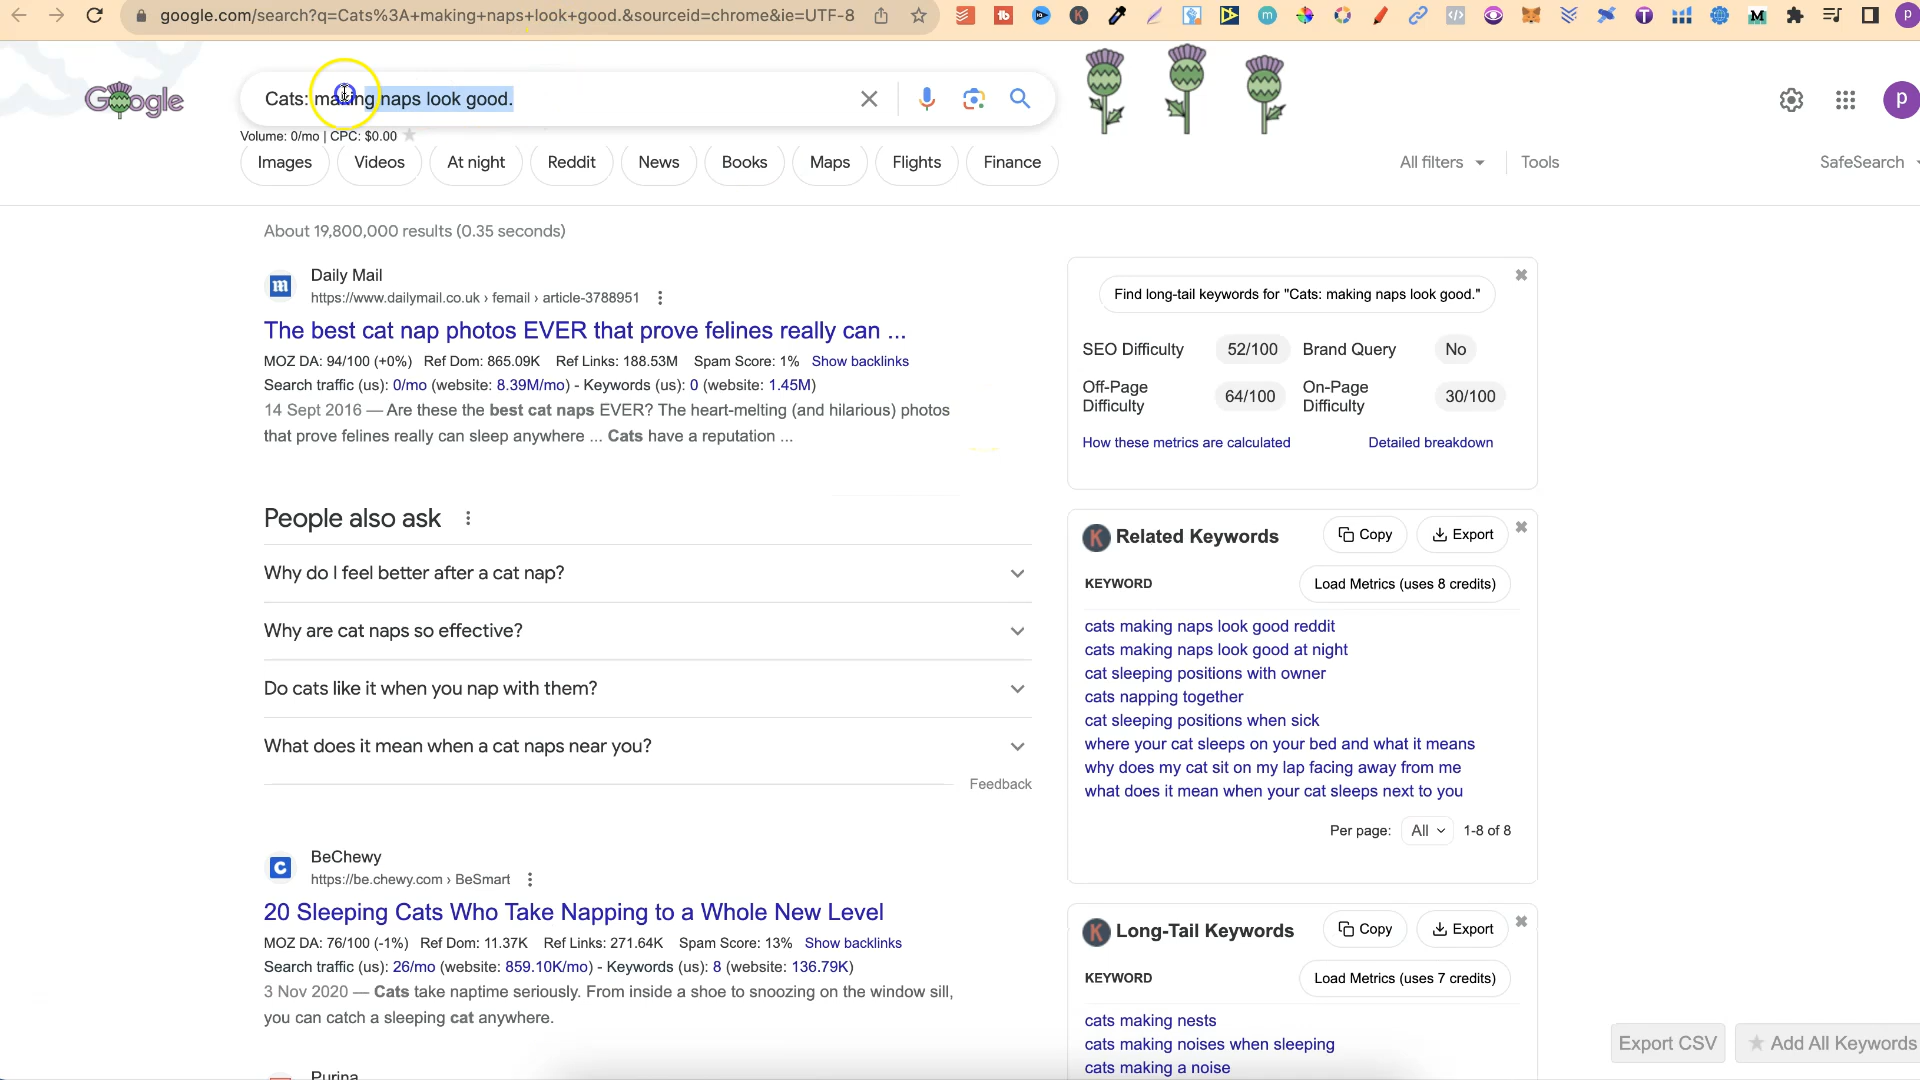 google.com/search?q=Cats%3A+making+naps+look+good.&sourceid=chrome&ie=UTF-8
Google
Cats: making naps look good.
P
Volume: 0/mo | CPC: $0.00
Images
Videos
At night
Reddit
News
Books
Maps
Flights
Finance
All filters
Tools
SafeSearch
About 19,800,000 results (0.35 seconds)
Daily Mail
https://www.dailymail.co.uk › femail › article-3788951
The best cat nap photos EVER that prove felines really can ...
MOZ DA: 94/100 (+0%) Ref Dom: 865.09K Ref Links: 188.53M Spam Score: 1% Show backlinks
Search traffic (us): 0/mo (website: 8.39M/mo) - Keywords (us): 0 (website: 1.45M)
14 Sept 2016 — Are these the best cat naps EVER? The heart-melting (and hilarious) photos
that prove felines really can sleep anywhere ... Cats have a reputation ...
People also ask
Why do I feel better after a cat nap?
Why are cat naps so effective?
Do cats like it when you nap with them?
What does it mean when a cat naps near you?
Feedback
BeChewy
https://be.chewy.com › BeSmart
20 Sleeping Cats Who Take Napping to a Whole New Level
MOZ DA: 76/100 (-1%) Ref Dom: 11.37K Ref Links: 271.64K Spam Score: 13% Show backlinks
Search traffic (us): 26/mo (website: 859.10K/mo) - Keywords (us): 8 (website: 136.79K)
3 Nov 2020 — Cats take naptime seriously. From inside a shoe to snoozing on the window sill,
you can catch a sleeping cat anywhere.
Purina
Find long-tail keywords for "Cats: making naps look good."
SEO Difficulty 52/100 Brand Query No
Off-Page Difficulty 64/100 On-Page Difficulty 30/100
How these metrics are calculated Detailed breakdown
Related Keywords Copy Export
KEYWORD Load Metrics (uses 8 credits)
cats making naps look good reddit
cats making naps look good at night
cat sleeping positions with owner
cats napping together
cat sleeping positions when sick
where your cat sleeps on your bed and what it means
why does my cat sit on my lap facing away from me
what does it mean when your cat sleeps next to you
Per page: All 1-8 of 8
Long-Tail Keywords Copy Export
KEYWORD Load Metrics (uses 7 credits)
cats making nests
cats making noises when sleeping
cats making a noise
Export CSV
Add All Keywords